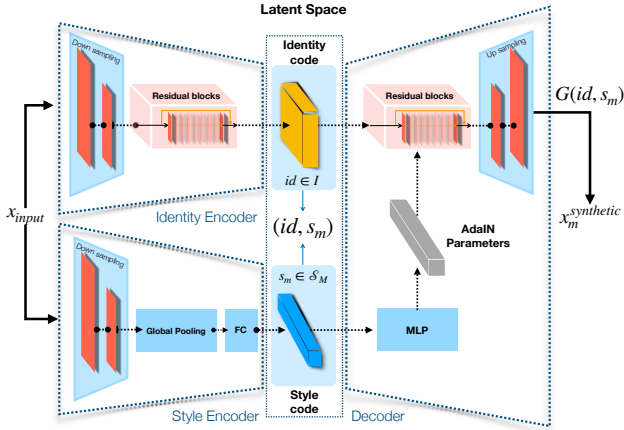 Latent Space
Down sampling
Residual blocks
Identity code
id ∈ I
Identity Encoder
x_input
(id, s_m)
Down sampling
Global Pooling
FC
s_m ∈ 𝒮_M
Style code
Style Encoder
Residual blocks
Up sampling
G(id, s_m)
x_m^synthetic
AdaIN
Parameters
MLP
Decoder